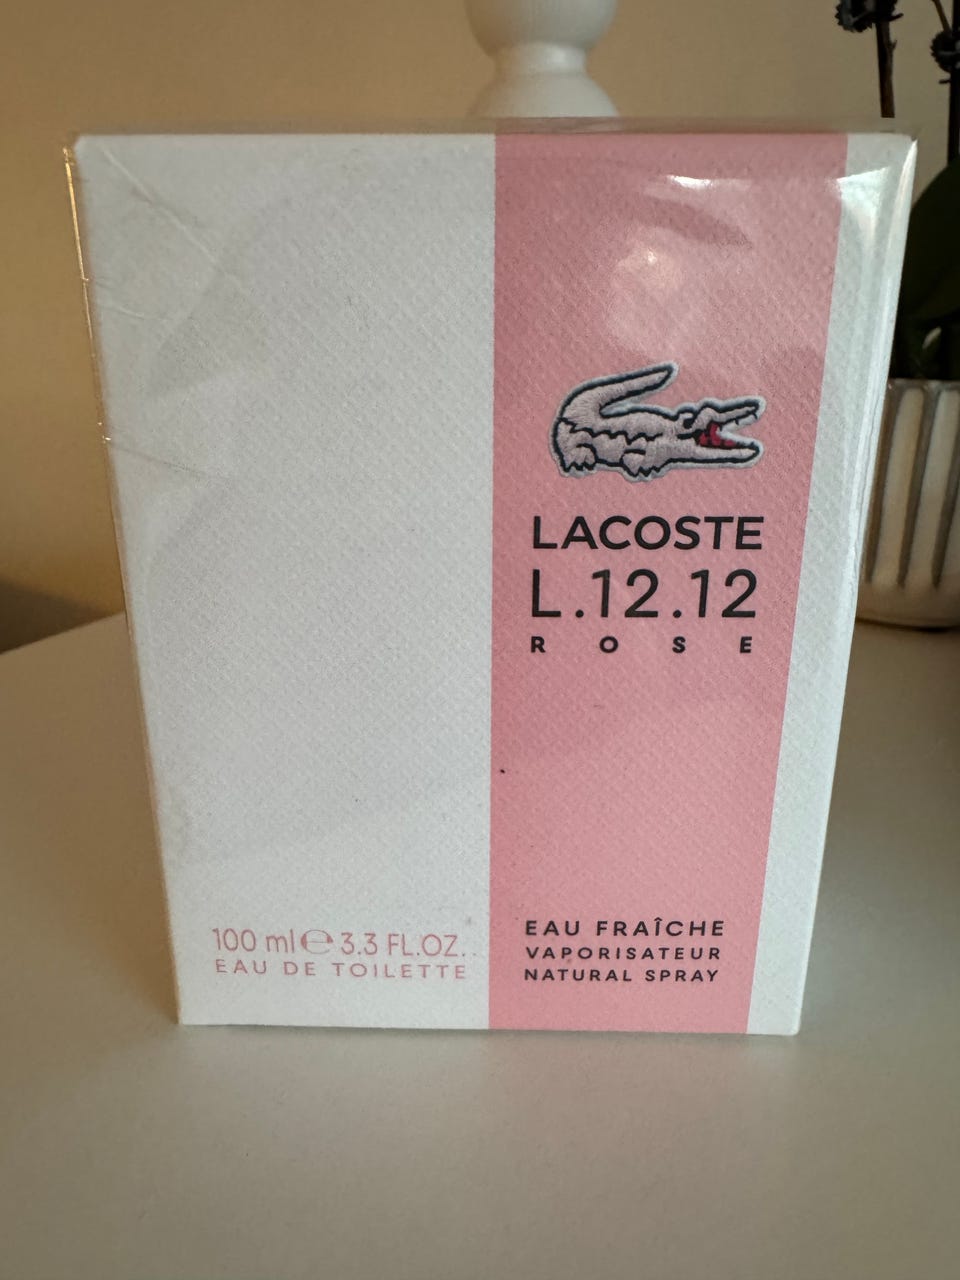 LACOSTE
L.12.12
ROSE
100 ml ℮ 3.3 FL.OZ.
EAU DE TOILETTE
EAU FRAÎCHE
VAPORISATEUR
NATURAL SPRAY